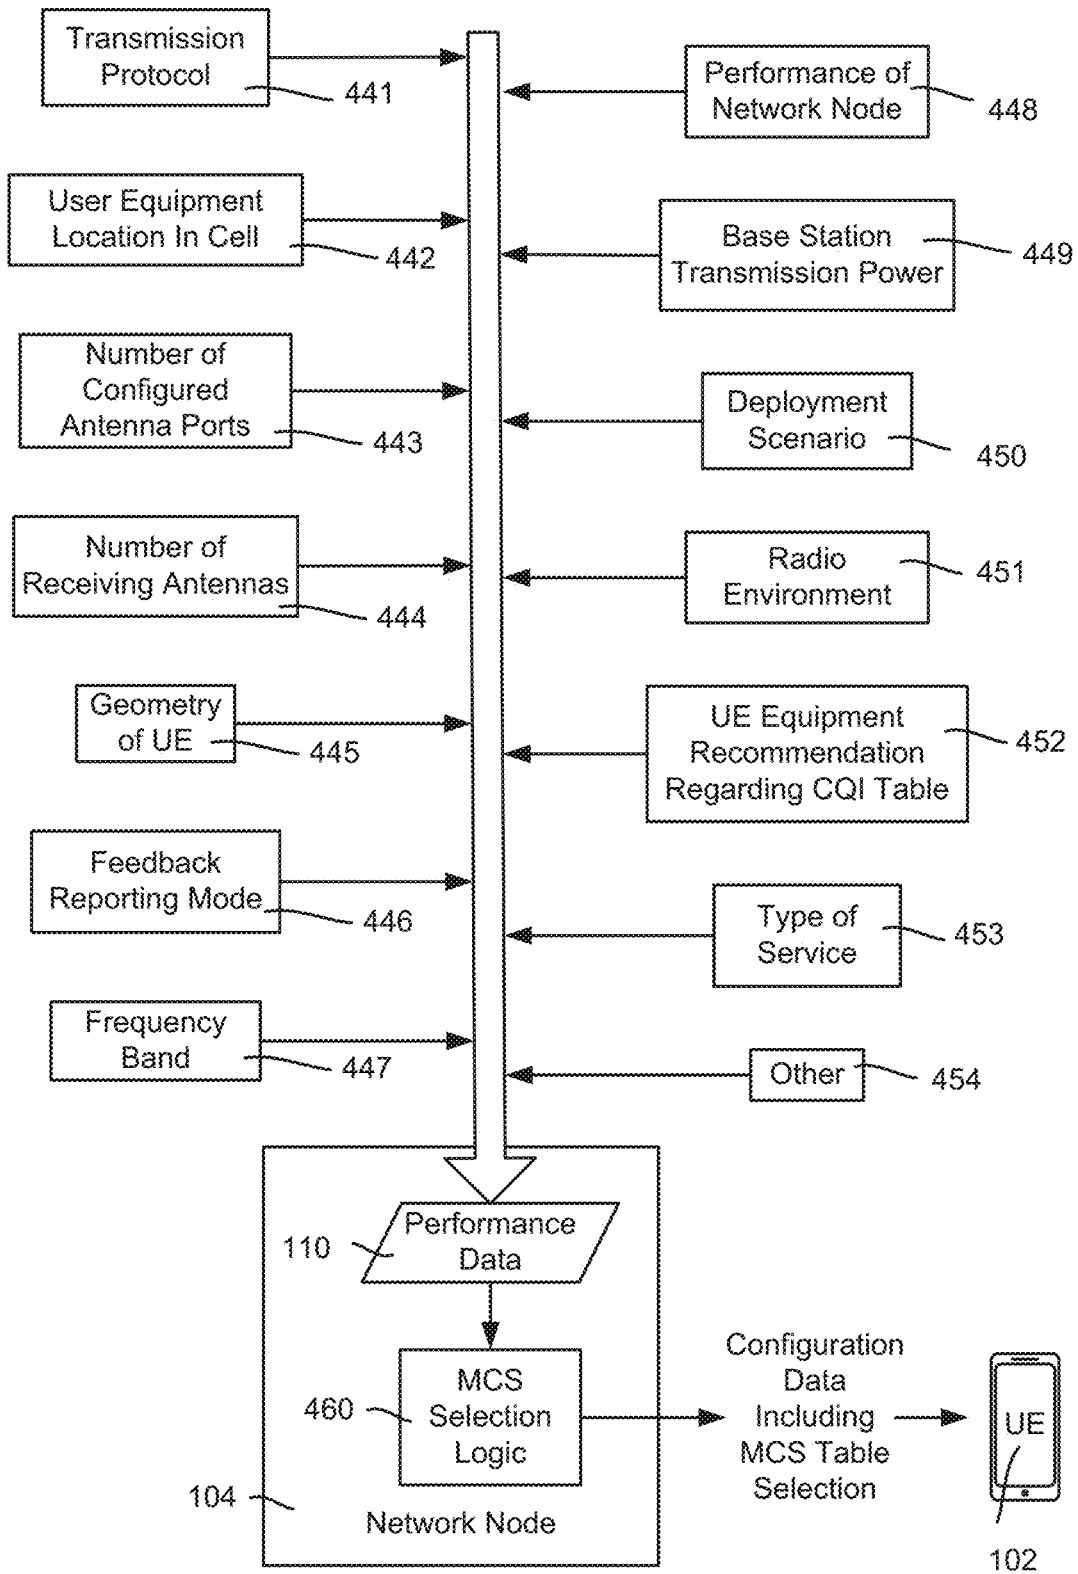 Transmission
Protocol
441
Performance of
Network Node
448
User Equipment
Location In Cell
442
Base Station
Transmission Power
449
Number of
Configured
Antenna Ports
443
Deployment
Scenario
450
Number of
Receiving Antennas
444
Radio
Environment
451
Geometry
of UE
445
UE Equipment
Recommendation
Regarding CQI Table
452
Feedback
Reporting Mode
446
Type of
Service
453
Frequency
Band
447
Other
454
Performance
Data
110
MCS
Selection
Logic
460
Configuration
Data
Including
MCS Table
Selection
UE
104
Network Node
102